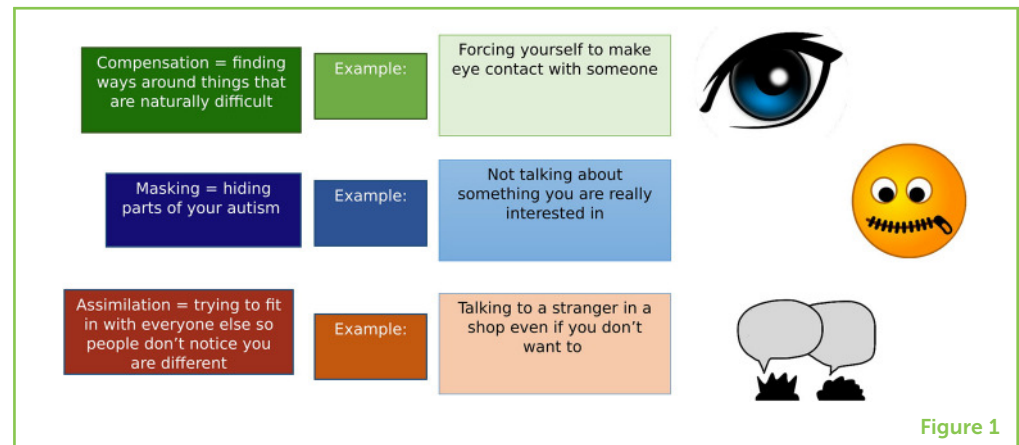 Compensation = finding
ways around things that
are naturally difficult
Example:
Forcing yourself to make
eye contact with someone
Masking = hiding
parts of your autism
Example:
Not talking about
something you are really
interested in
Assimilation = trying to fit
in with everyone else so
people don’t notice you
are different
Example:
Talking to a stranger in a
shop even if you don’t
want to
Figure 1